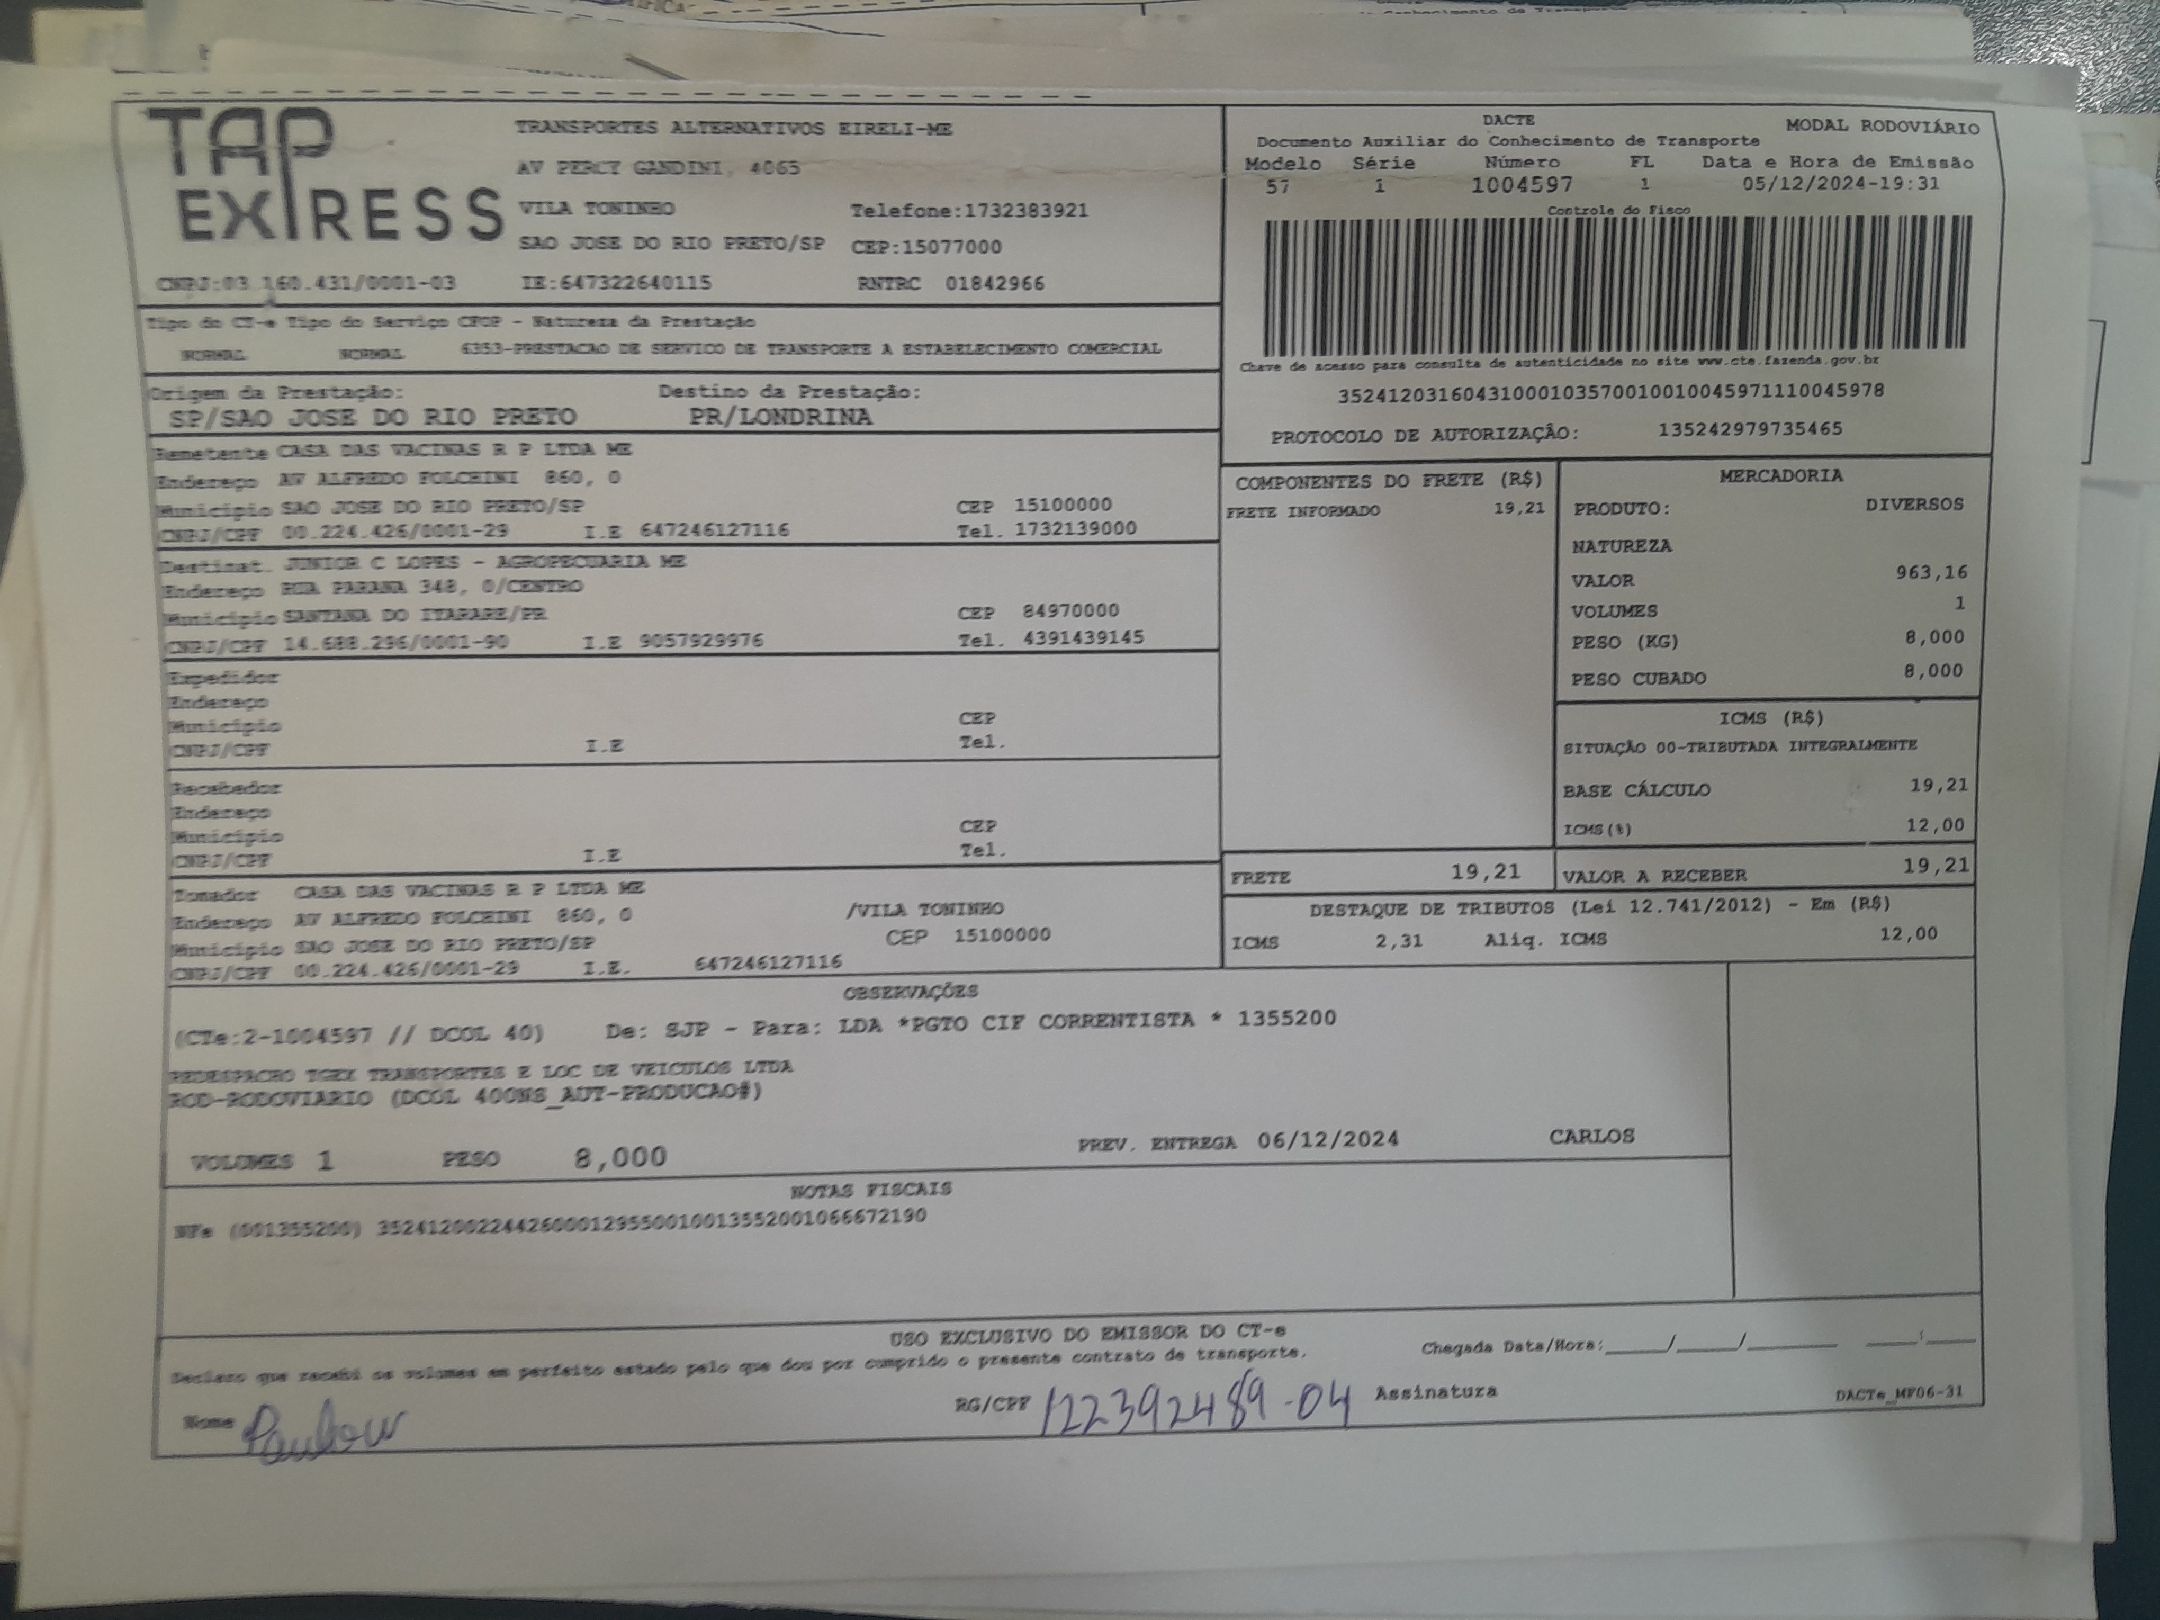 TAP
EXPRESS
TRANSPORTES ALTERNATIVOS EIRELI-ME
AV PERCY GANDINI, 4065
VILA TONINHO Telefone:1732383921
SAO JOSE DO RIO PRETO/SP CEP:15077000
CNPJ:03.160.431/0001-03 IE:647322640115 RNTRC 01842966
DACTE MODAL RODOVIÁRIO
Documento Auxiliar do Conhecimento de Transporte
Modelo Série Número FL Data e Hora de Emissão
57 1 1004597 1 05/12/2024-19:31
Controle do Fisco
Chave de acesso para consulta de autenticidade no site www.cte.fazenda.gov.br
35241203160431000103570010010045971110045978
PROTOCOLO DE AUTORIZAÇÃO: 135242979735465
Tipo do CT-e Tipo do Serviço CFOP - Natureza da Prestação
NORMAL NORMAL 6353-PRESTACAO DE SERVICO DE TRANSPORTE A ESTABELECIMENTO COMERCIAL
Origem da Prestação: Destino da Prestação:
SP/SAO JOSE DO RIO PRETO PR/LONDRINA
Remetente CASA DAS VACINAS R P LTDA ME
Endereço AV ALFREDO FOLCHINI 860, 0
Município SAO JOSE DO RIO PRETO/SP CEP 15100000
CNPJ/CPF 00.224.426/0001-29 I.E 647246127116 Tel. 1732139000
Destinat. JUNIOR C LOPES - AGROPECUARIA ME
Endereço RUA PARANA 348, 0/CENTRO
Município SANTANA DO ITARARE/PR CEP 84970000
CNPJ/CPF 14.688.296/0001-90 I.E 9057929976 Tel. 4391439145
Expedidor
Endereço
Município CEP
CNPJ/CPF I.E Tel.
Recebedor
Endereço
Município CEP
CNPJ/CPF I.E Tel.
Tomador CASA DAS VACINAS R P LTDA ME
Endereço AV ALFREDO FOLCHINI 860, 0 /VILA TONINHO
Município SAO JOSE DO RIO PRETO/SP CEP 15100000
CNPJ/CPF 00.224.426/0001-29 I.E. 647246127116
COMPONENTES DO FRETE (R$)
FRETE INFORMADO 19,21
MERCADORIA
PRODUTO: DIVERSOS
NATUREZA
VALOR 963,16
VOLUMES 1
PESO (KG) 8,000
PESO CUBADO 8,000
ICMS (R$)
SITUAÇÃO 00-TRIBUTADA INTEGRALMENTE
BASE CÁLCULO 19,21
ICMS(%) 12,00
FRETE 19,21 VALOR A RECEBER 19,21
DESTAQUE DE TRIBUTOS (Lei 12.741/2012) - Em (R$)
ICMS 2,31 Aliq. ICMS 12,00
OBSERVAÇÕES
(CTe:2-1004597 // DCOL 40) De: SJP - Para: LDA *PGTO CIF CORRENTISTA * 1355200
REDESPACHO TGEX TRANSPORTES E LOC DE VEICULOS LTDA
ROD-RODOVIARIO (DCOL 400NS_AUT-PRODUCAO#)
VOLUMES 1 PESO 8,000 PREV. ENTREGA 06/12/2024 CARLOS
NOTAS FISCAIS
NFe (001355200) 35241200224426000129550010013552001066672190
USO EXCLUSIVO DO EMISSOR DO CT-e
Declaro que recebi os volumes em perfeito estado pelo que dou por cumprido o presente contrato de transporte. Chegada Data/Hora:____/____/____ ____:____
Nome RG/CPF 122392489-04 Assinatura DACTe_MF06-31